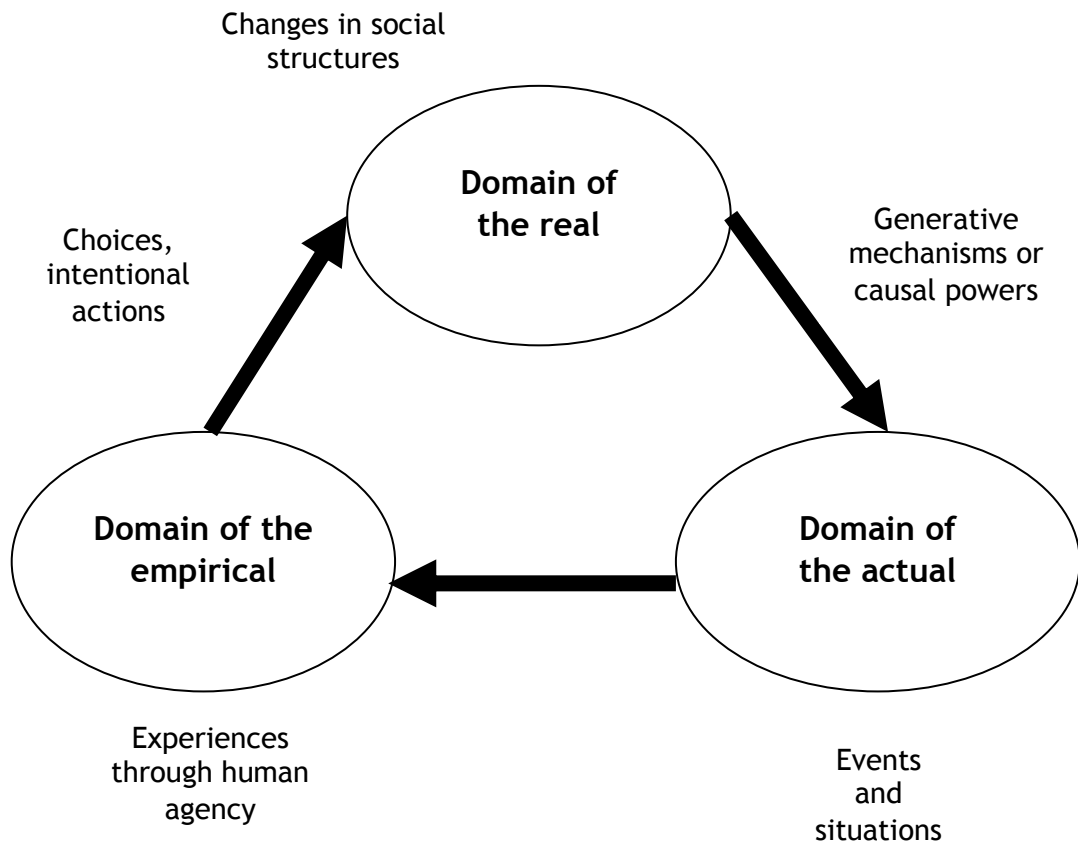 Changes in social
structures
Domain of
the real
Choices,
intentional
actions
Generative
mechanisms or
causal powers
Domain of the
empirical
Domain of
the actual
Experiences
through human
agency
Events
and
situations